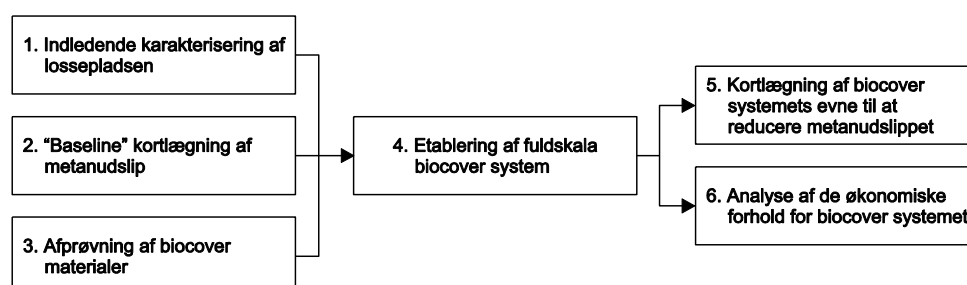 1. Indledende karakterisering af
lossepladsen
2. “Baseline” kortlægning af
metanudslip
3. Afprøvning af biocover
materialer
4. Etablering af fuldskala
biocover system
5. Kortlægning af biocover
systemets evne til at
reducere metanudslippet
6. Analyse af de økonomiske
forhold for biocover systemet